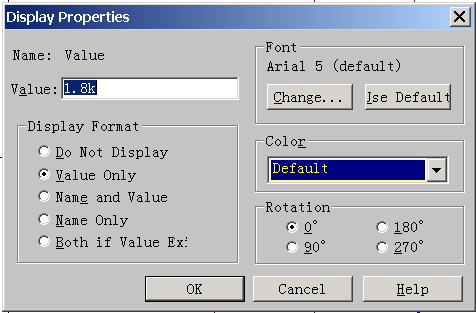 Display Properties
Name: Value
Value: 1.8k
Display Format
Do Not Display
Value Only
Name and Value
Name Only
Both if Value Ex
Font
Arial 5 (default)
Change... Use Default
Color
Default
Rotation
0° 180°
90° 270°
OK Cancel Help